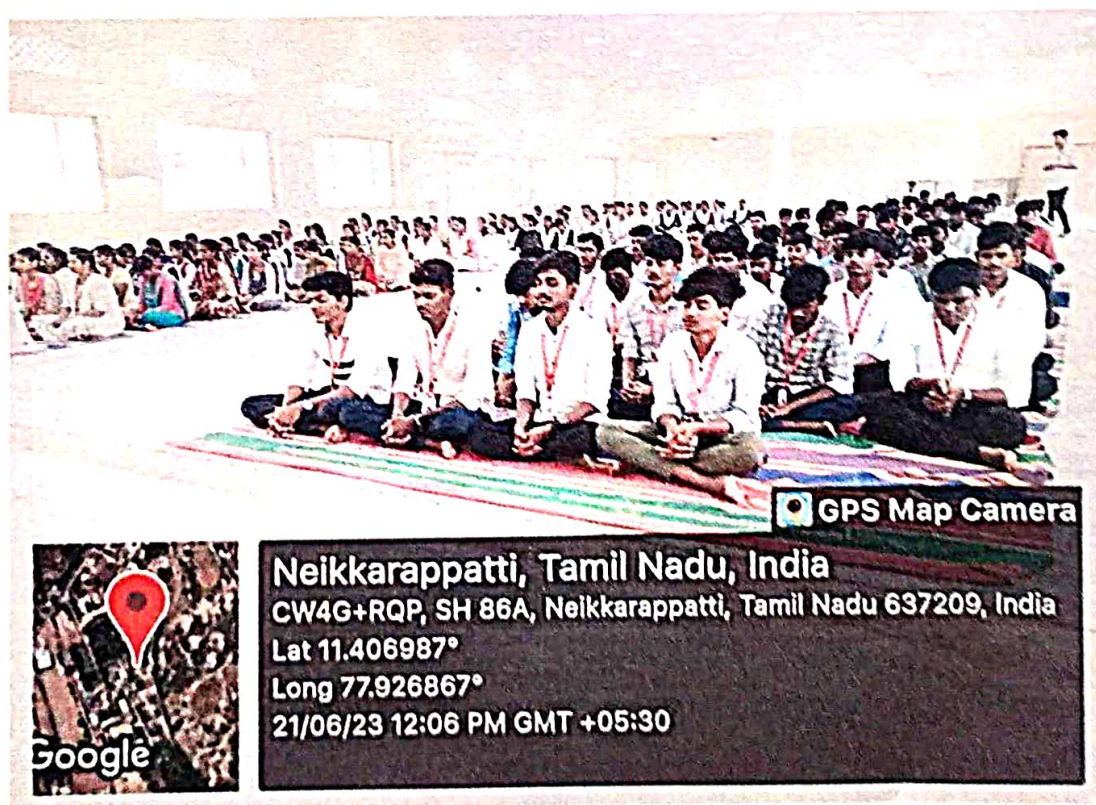 GPS Map Camera
Neikkarappatti, Tamil Nadu, India
CW4G+RQP, SH 86A, Neikkarappatti, Tamil Nadu 637209, India
Lat 11.406987°
Long 77.926867°
21/06/23 12:06 PM GMT +05:30
Google